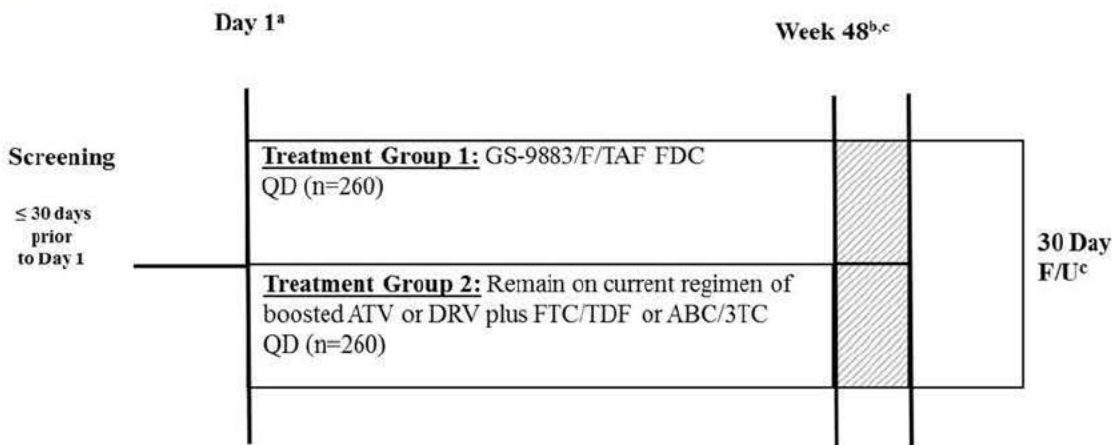 Day 1ᵃ
Week 48ᵇ,ᶜ
Screening
≤ 30 days
prior
to Day 1
Treatment Group 1: GS-9883/F/TAF FDC
QD (n=260)
Treatment Group 2: Remain on current regimen of
boosted ATV or DRV plus FTC/TDF or ABC/3TC
QD (n=260)
30 Day
F/Uᶜ